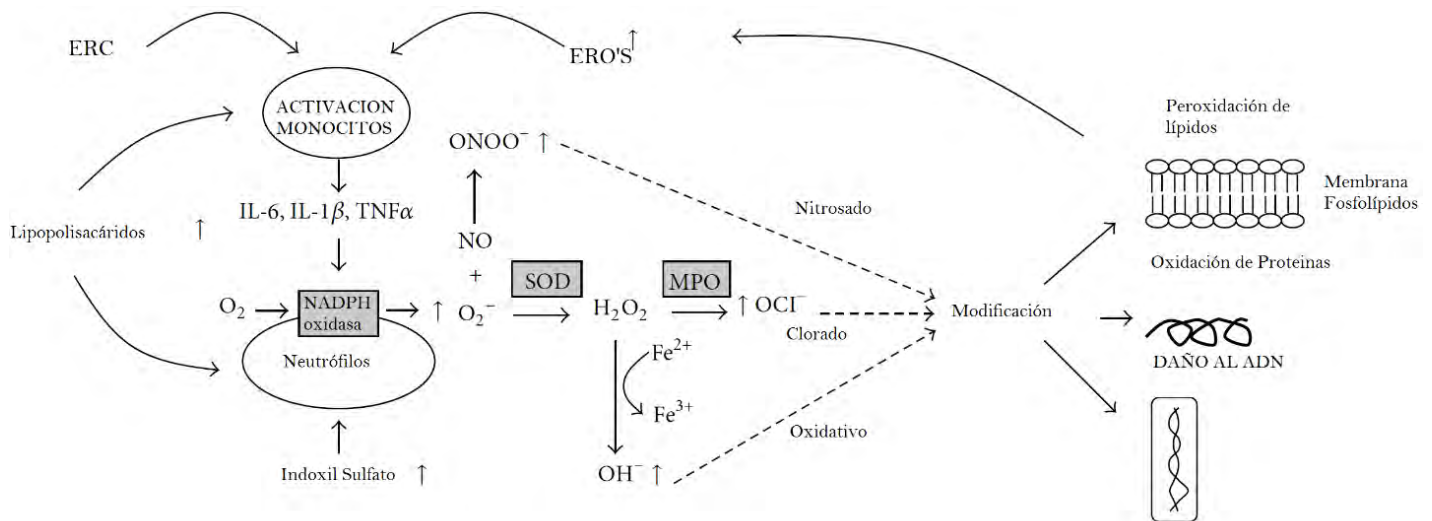 ERC
ERO'S ↑
ACTIVACION
MONOCITOS
Peroxidación de
lípidos
ONOO⁻ ↑
Membrana
Fosfolípidos
IL-6, IL-1β, TNFα
Nitrosado
Lipopolisacáridos ↑
NO
+
Oxidación de Proteinas
SOD
MPO
O₂
NADPH
oxidasa
↑ O₂⁻
H₂O₂
↑ OCl⁻
Modificación
Clorado
Neutrófilos
Fe²⁺
DAÑO AL ADN
Fe³⁺
Oxidativo
Indoxil Sulfato ↑
OH⁻ ↑